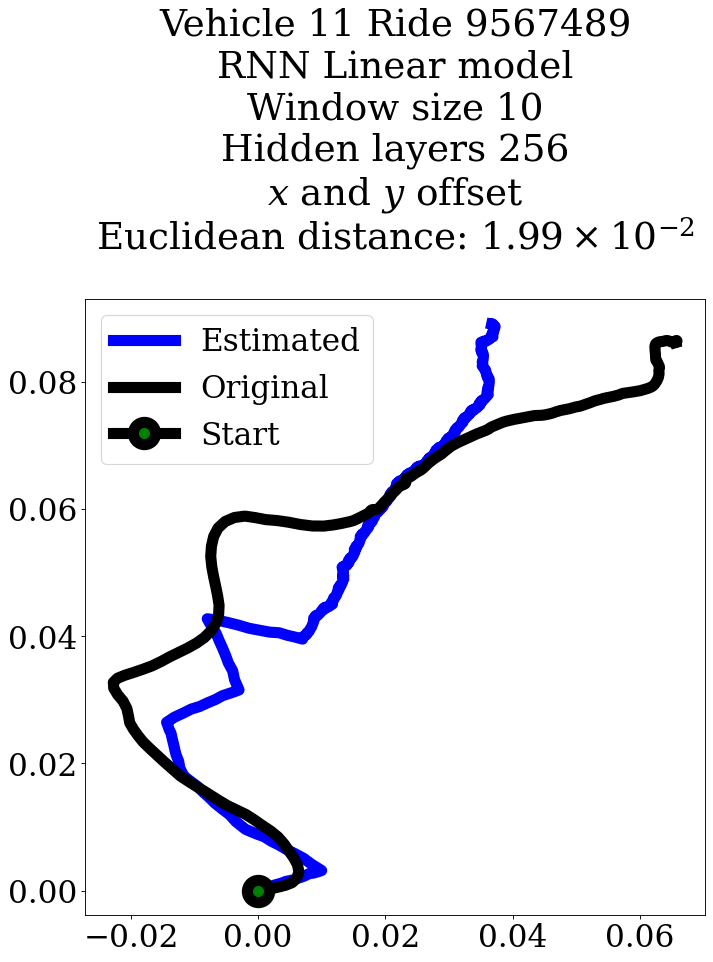 Vehicle 11 Ride 9567489
RNN Linear model
Window size 10
Hidden layers 256
x and y offset
Euclidean distance: 1.99 × 10⁻²
Estimated
Original
Start
0.08
0.06
0.04
0.02
0.00
−0.02 0.00 0.02 0.04 0.06